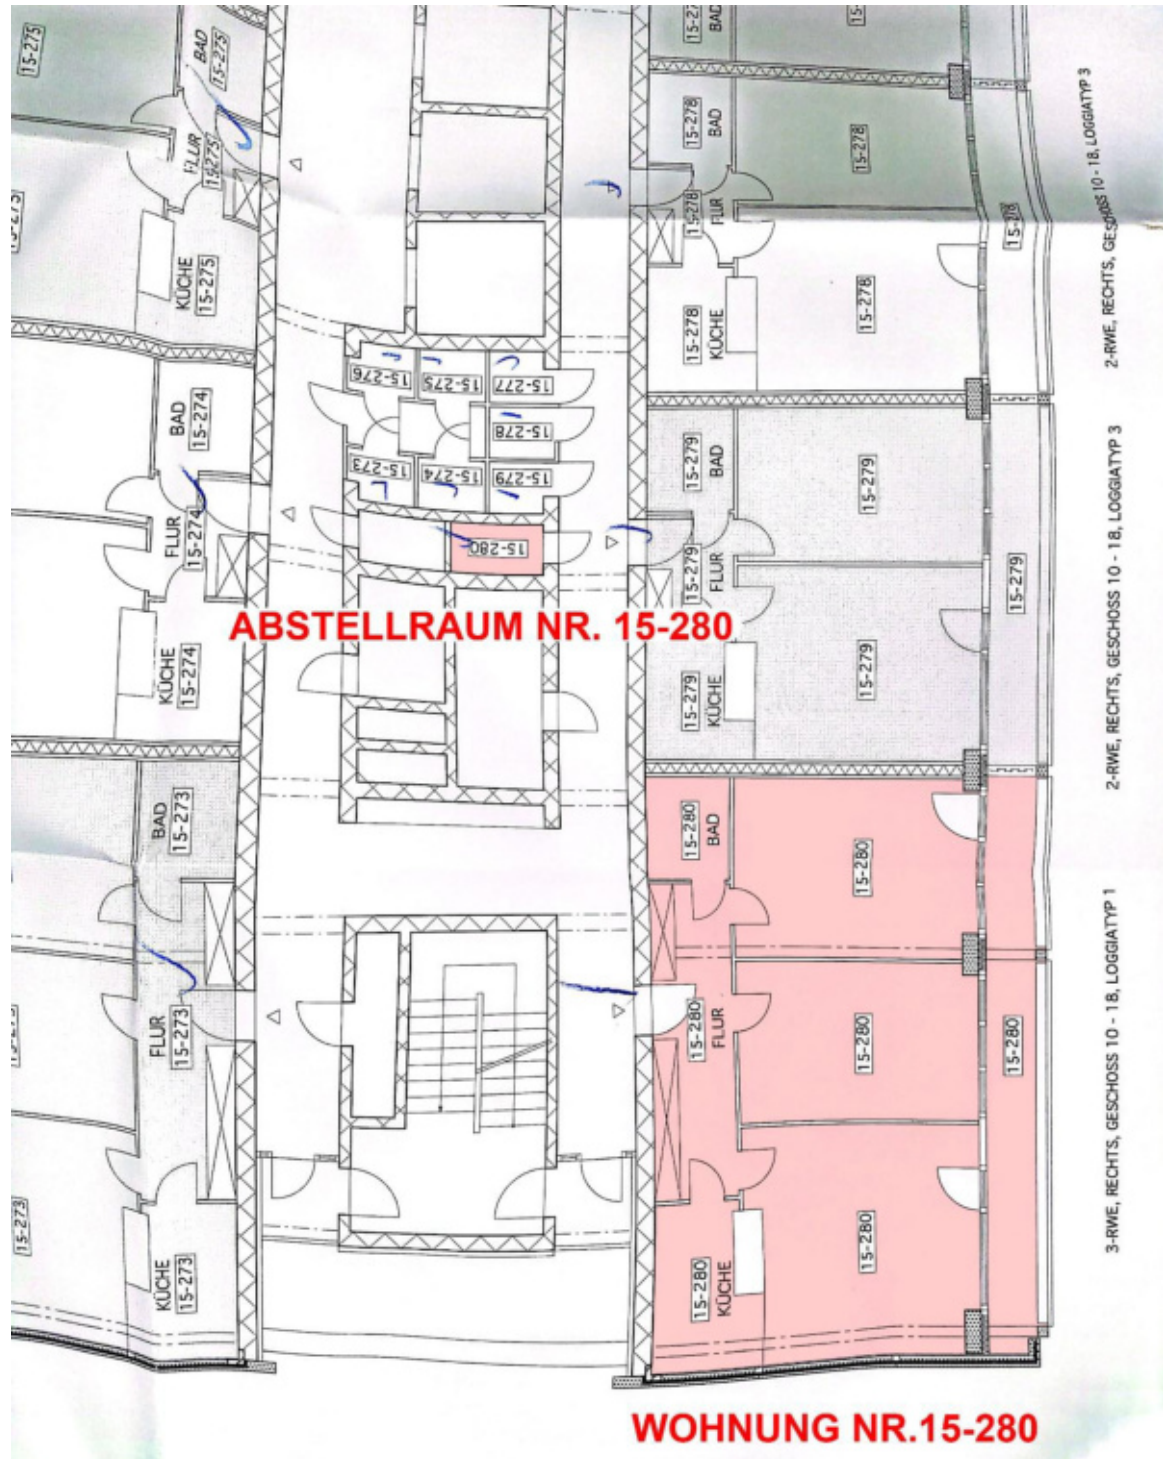 15-275
BAD
15-275
FLUR
15-275
KÜCHE
15-275
15-275
BAD
15-274
FLUR
15-274
KÜCHE
15-274
BAD
15-273
FLUR
15-273
KÜCHE
15-273
15-273
15-276
15-275
15-277
15-278
15-273
15-274
15-279
15-280
ABSTELLRAUM NR. 15-280
BAD
15-278
BAD
15-278
FLUR
15-278
KÜCHE
15-278
15-278
15-278
15-279
BAD
15-279
FLUR
15-279
KÜCHE
15-279
15-279
15-279
15-280
BAD
15-280
FLUR
15-280
KÜCHE
15-280
15-280
15-280
15-280
2-RWE, RECHTS, GESCHOSS 10 - 18, LOGGIATYP 3
2-RWE, RECHTS, GESCHOSS 10 - 18, LOGGIATYP 3
3-RWE, RECHTS, GESCHOSS 10 - 18, LOGGIATYP 1
WOHNUNG NR.15-280